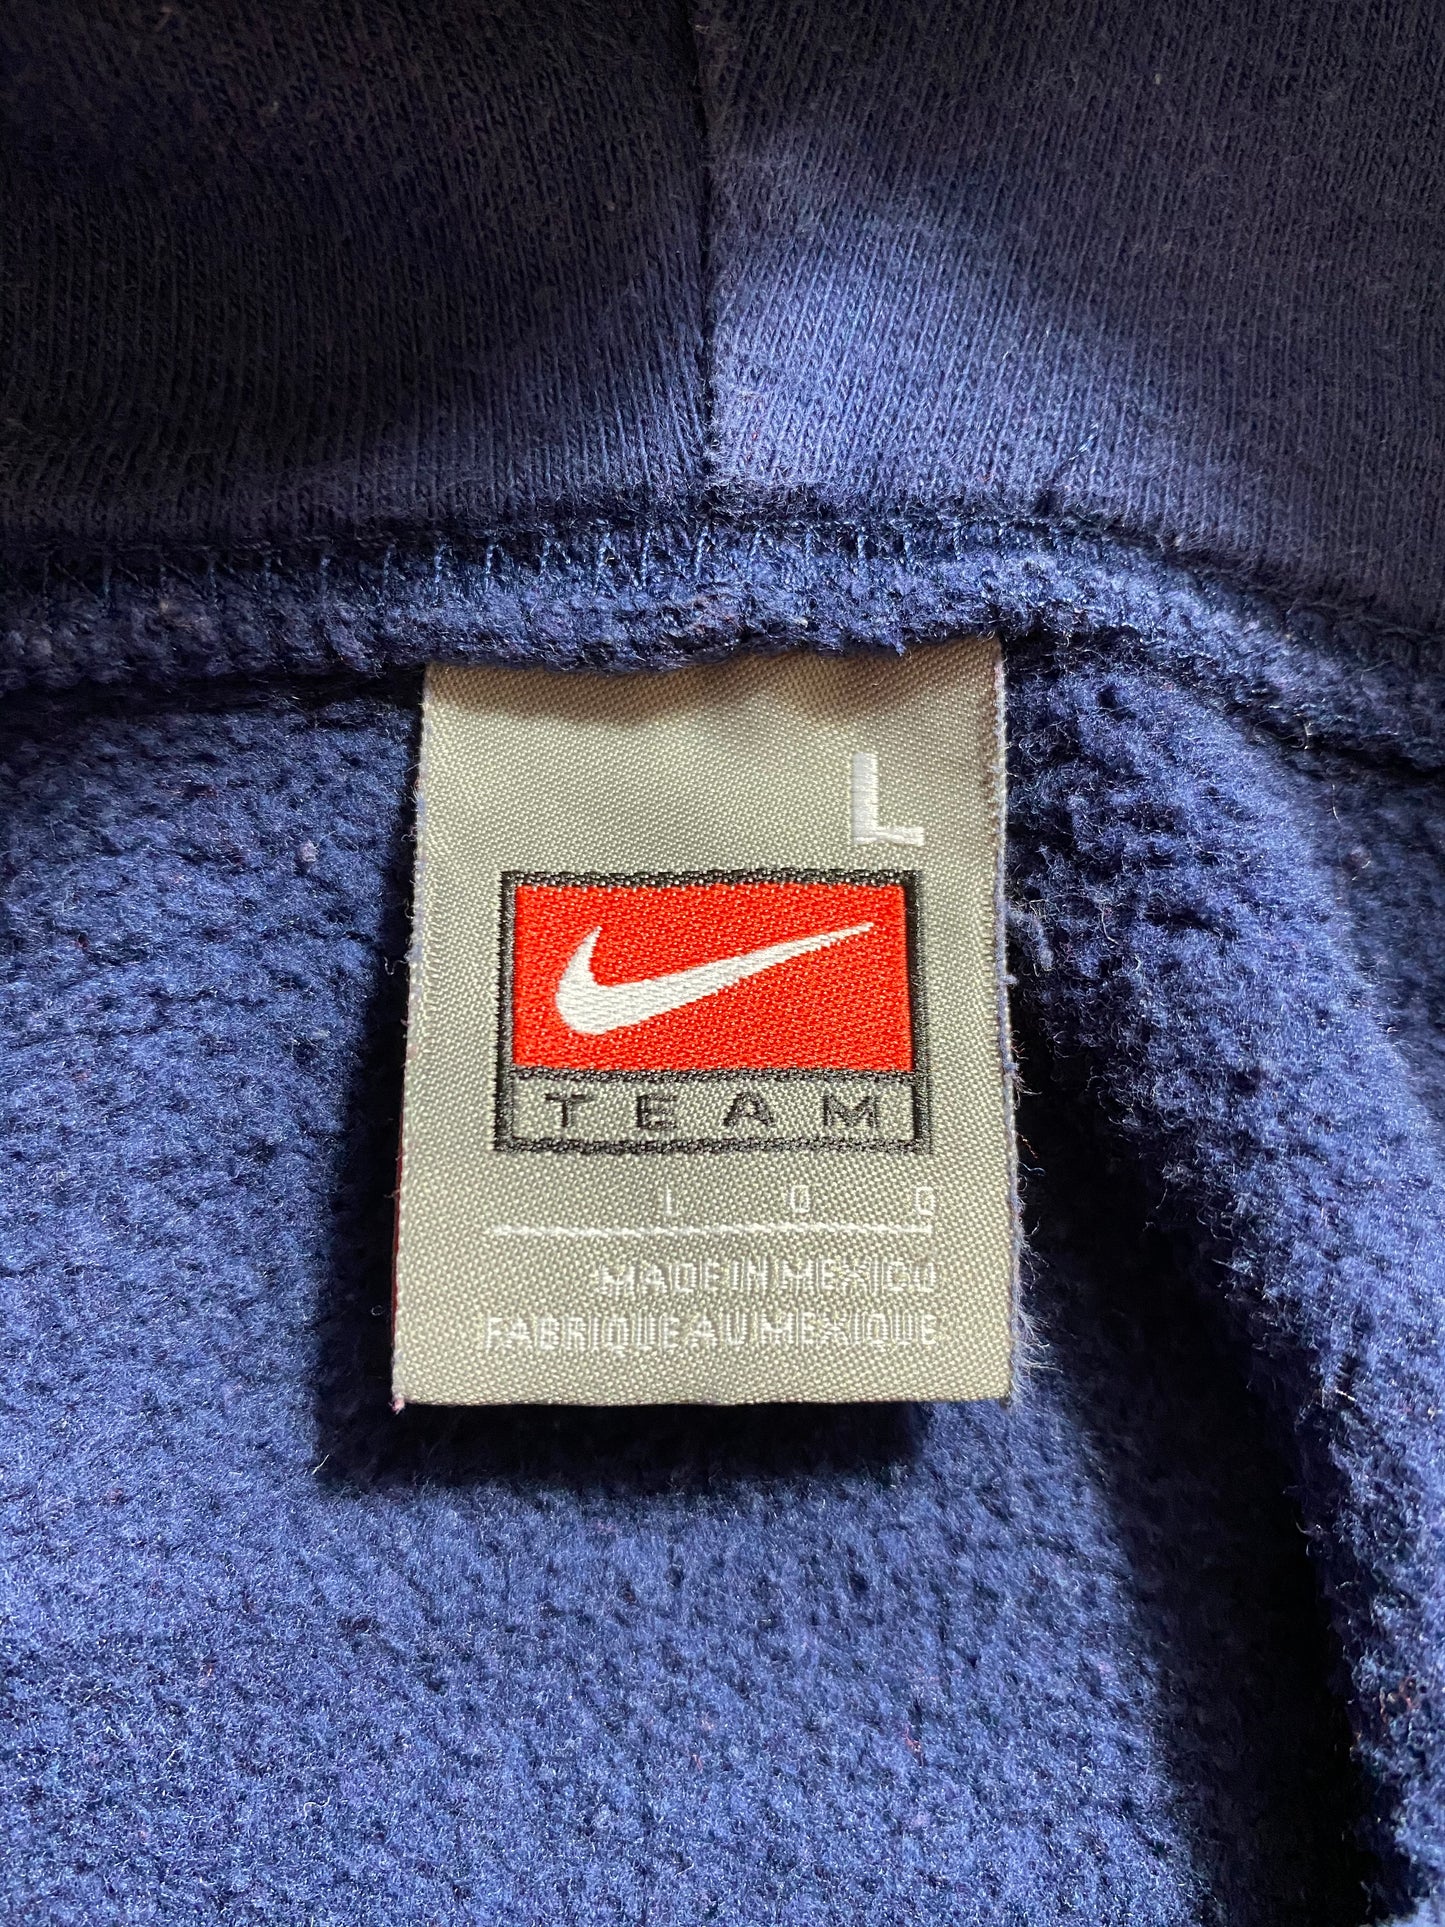 L
TEAM
L G G
MADE IN MEXICO
FABRIQUE AU MEXIQUE